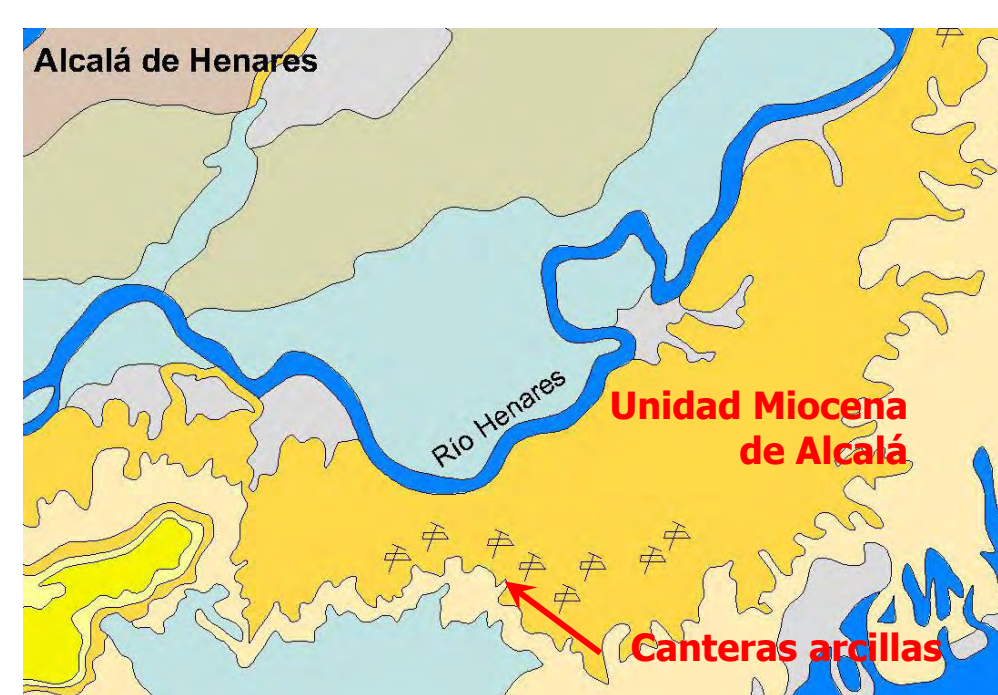 Alcalá de Henares
Río Henares
Unidad Miocena
de Alcalá
Canteras arcillas